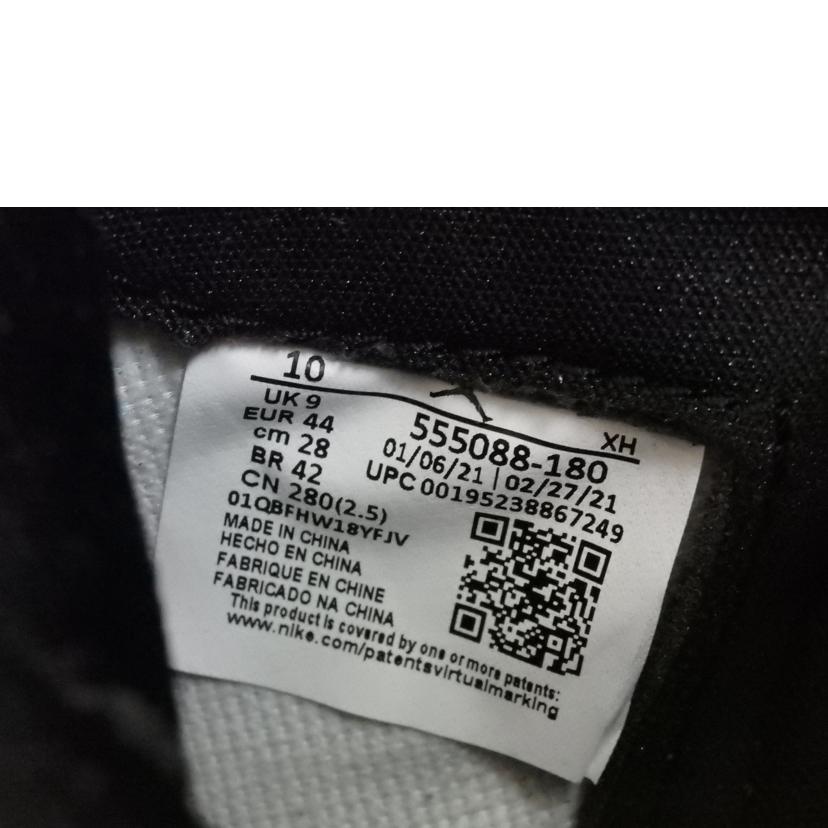 10
UK 9
EUR 44
cm 28
BR 42
CN 280(2.5)
01QBFHW18YFJV
MADE IN CHINA
HECHO EN CHINA
FABRIQUE EN CHINE
FABRICADO NA CHINA
This product is covered by one or more patents:
www.nike.com/patentsvirtualmarking
XH
555088-180
01/06/21 | 02/27/21
UPC 00195238867249